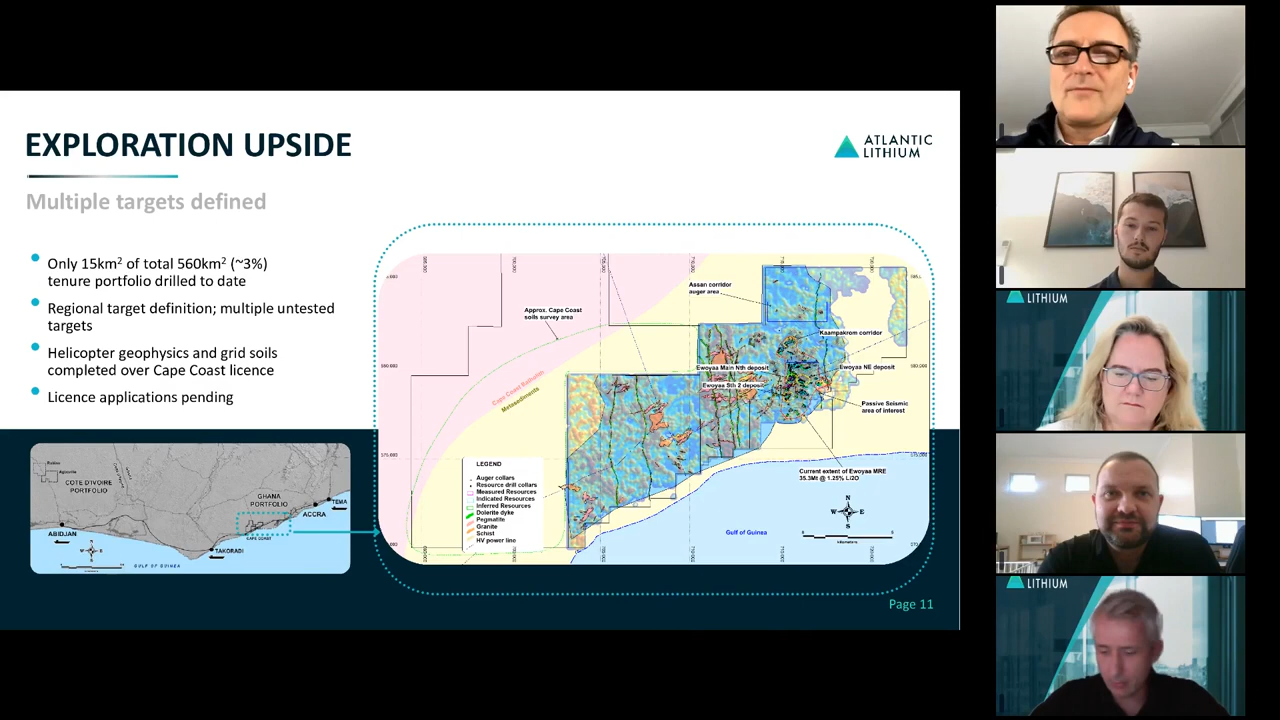 EXPLORATION UPSIDE
ATLANTIC
LITHIUM
Multiple targets defined
Only 15km² of total 560km² (~3%)
tenure portfolio drilled to date
Regional target definition; multiple untested
targets
Helicopter geophysics and grid soils
completed over Cape Coast licence
Licence applications pending
Assan corridor
auger area
Approx. Cape Coast
soils survey area
Kaampakrom corridor
Ewoyaa Main Nth deposit
Ewoyaa NE deposit
Ewoyaa Sth 2 deposit
Cape Coast Batholith
Metasediments
Passive Seismic
area of interest
Current extent of Ewoyaa MRE
35.3Mt @ 1.25% Li2O
N
W
E
S
Gulf of Guinea
LEGEND
Auger collars
Resource drill collars
Measured Resources
Indicated Resources
Inferred Resources
Dolerite dyke
Pegmatite
Granite
Schist
HV power line
COTE D'IVOIRE
PORTFOLIO
GHANA
PORTFOLIO
TEMA
ACCRA
CAPE COAST
ABIDJAN
TAKORADI
GULF OF GUINEA
Page 11
LITHIUM
LITHIUM